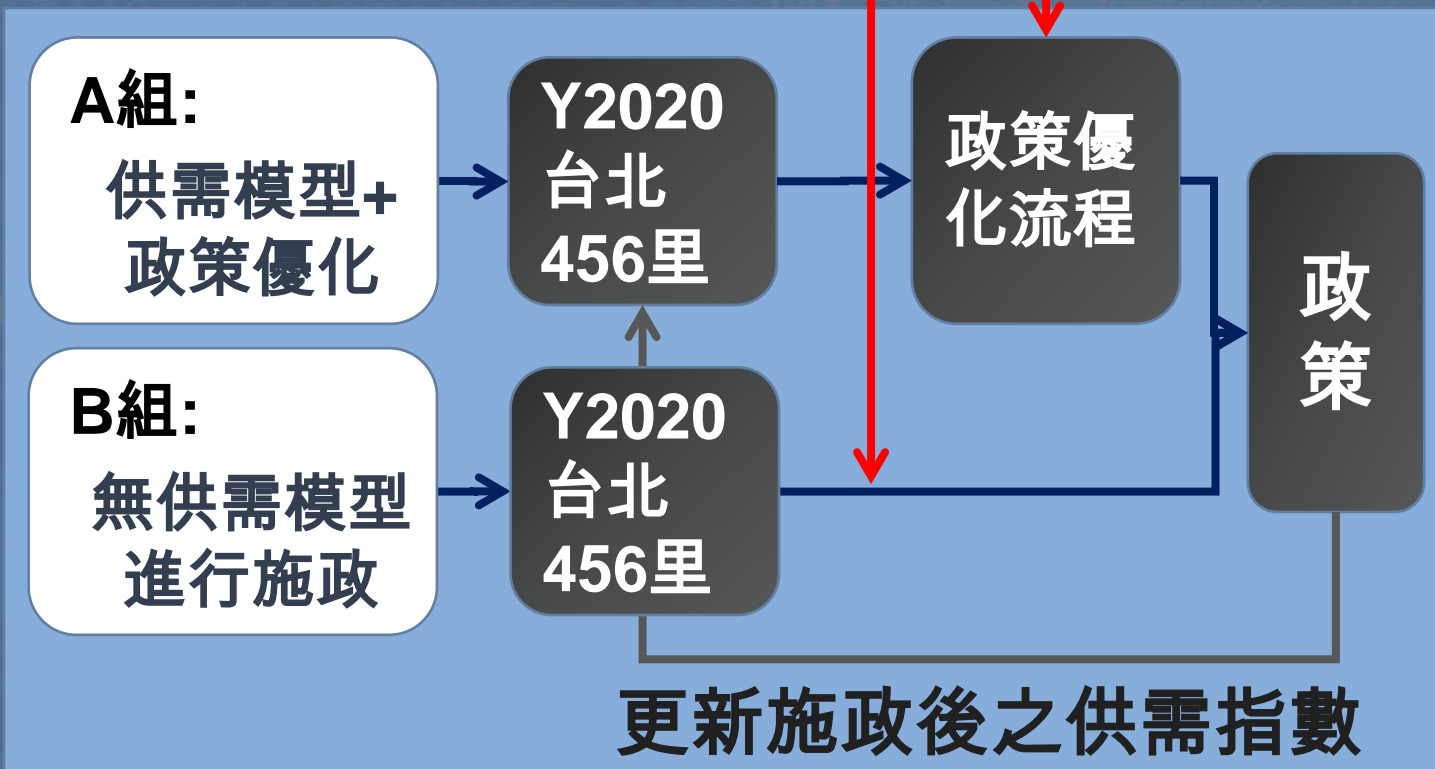 A組:
供需模型+
政策優化
Y2020
台北
456里
政策優
化流程
政
策
B組:
無供需模型
進行施政
Y2020
台北
456里
更新施政後之供需指數